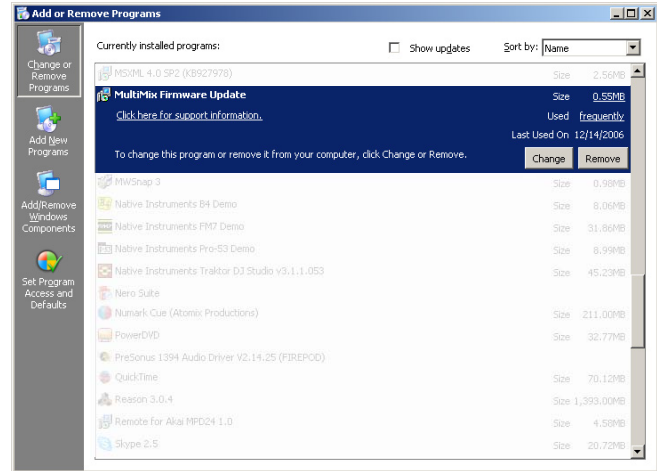 Add or Remove Programs
Change or
Remove
Programs
Add New
Programs
Add/Remove
Windows
Components
Set Program
Access and
Defaults
Currently installed programs:
Show updates
Sort by: Name
MSXML 4.0 SP2 (KB927978) Size 2.56MB
MultiMix Firmware Update Size 0.55MB
Click here for support information. Used frequently
Last Used On 12/14/2006
To change this program or remove it from your computer, click Change or Remove. Change Remove
MWSnap 3 Size 0.98MB
Native Instruments B4 Demo Size 8.06MB
Native Instruments FM7 Demo Size 31.86MB
Native Instruments Pro-53 Demo Size 8.99MB
Native Instruments Traktor DJ Studio v3.1.1.053 Size 45.23MB
Nero Suite
Numark Cue (Atomix Productions) Size 211.00MB
PowerDVD Size 32.77MB
PreSonus 1394 Audio Driver V2.14.25 (FIREPOD)
QuickTime Size 70.12MB
Reason 3.0.4 Size 1,393.00MB
Remote for Akai MPD24 1.0 Size 4.58MB
Skype 2.5 Size 20.72MB